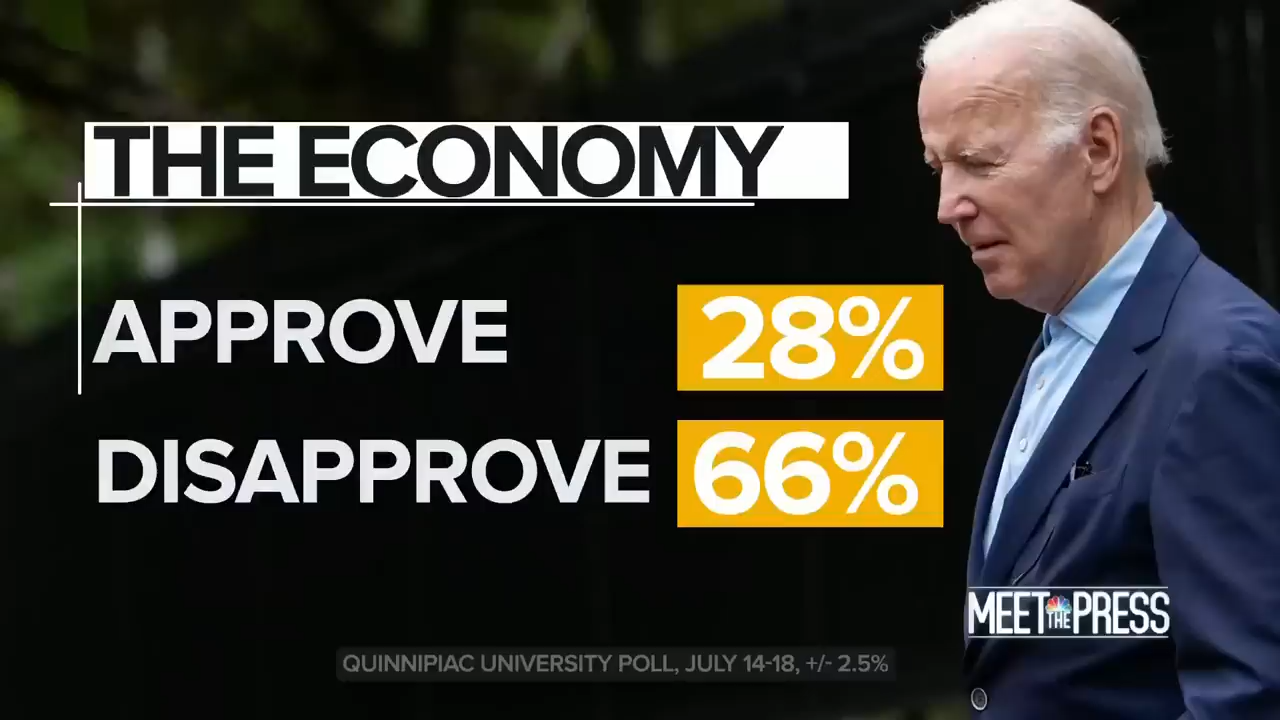 THE ECONOMY
APPROVE 28%
DISAPPROVE 66%
MEET THE PRESS
QUINNIPIAC UNIVERSITY POLL, JULY 14-18, +/- 2.5%